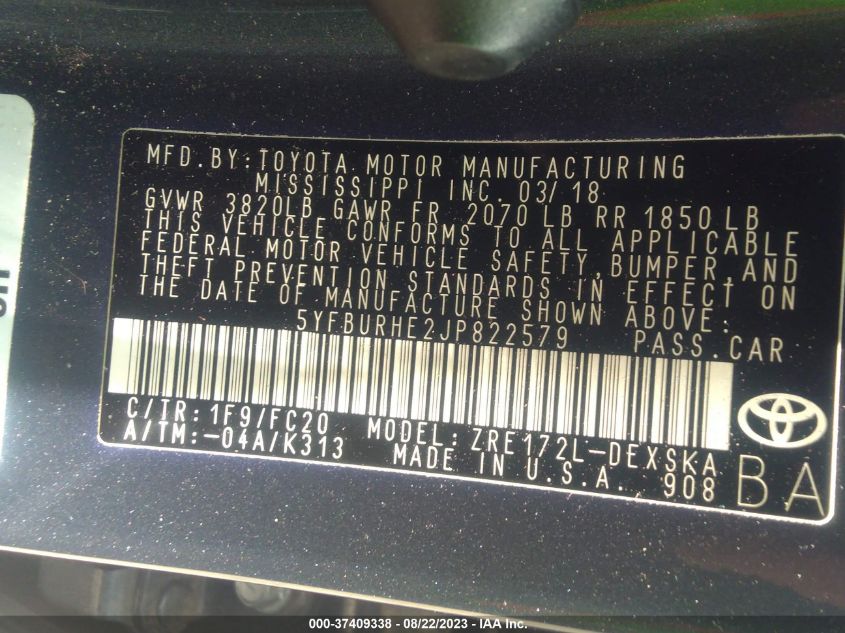 MFD.BY:TOYOTA MOTOR MANUFACTURING
MISSISSIPPI INC. 03/18
GVWR 3820LB GAWR FR 2070 LB RR 1850 LB
THIS VEHICLE CONFORMS TO ALL APPLICABLE
FEDERAL MOTOR VEHICLE SAFETY, BUMPER, AND
THEFT PREVENTION STANDARDS IN EFFECT ON
THE DATE OF MANUFACTURE SHOWN ABOVE:
5YFBURHE2JP822579 PASS.CAR
C/TR: 1F9/FC20 MODEL: ZRE172L-DEXSKA
A/TM:-04A/K313 MADE IN U.S.A. 908
BA
000-37409338 - 08/22/2023 - IAA Inc.